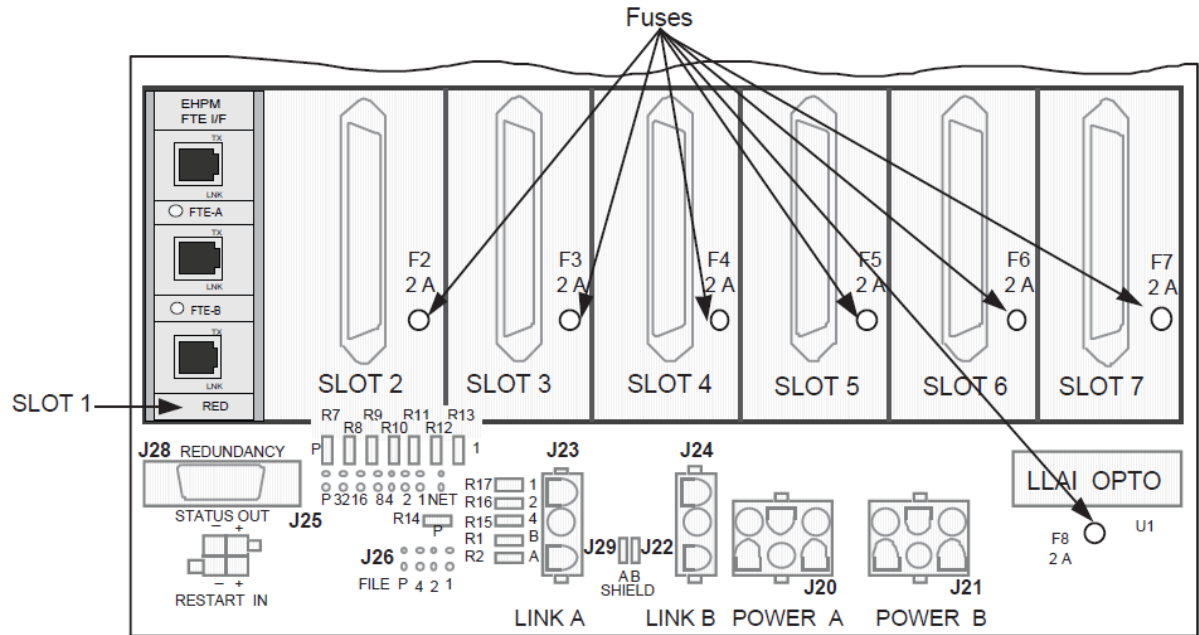 Fuses
EHPM
FTE I/F
TX
LNK
FTE-A
TX
LNK
FTE-B
TX
LNK
RED
SLOT 1
F2
2 A
F3
2 A
F4
2 A
F5
2 A
F6
2 A
F7
2 A
SLOT 2
SLOT 3
SLOT 4
SLOT 5
SLOT 6
SLOT 7
J28 REDUNDANCY
STATUS OUT
J25
– +
– +
RESTART IN
R7 R9 R11 R13
R8 R10 R12
P 1
P 32 16 8 4 2 1 NET
R14
P
J26
FILE P 4 2 1
R17 1
R16 2
R15 4
R1 B
R2 A
J23
LINK A
J29 J22
A B
SHIELD
J24
LINK B
J20
POWER A
J21
POWER B
LLAI OPTO
U1
F8
2 A